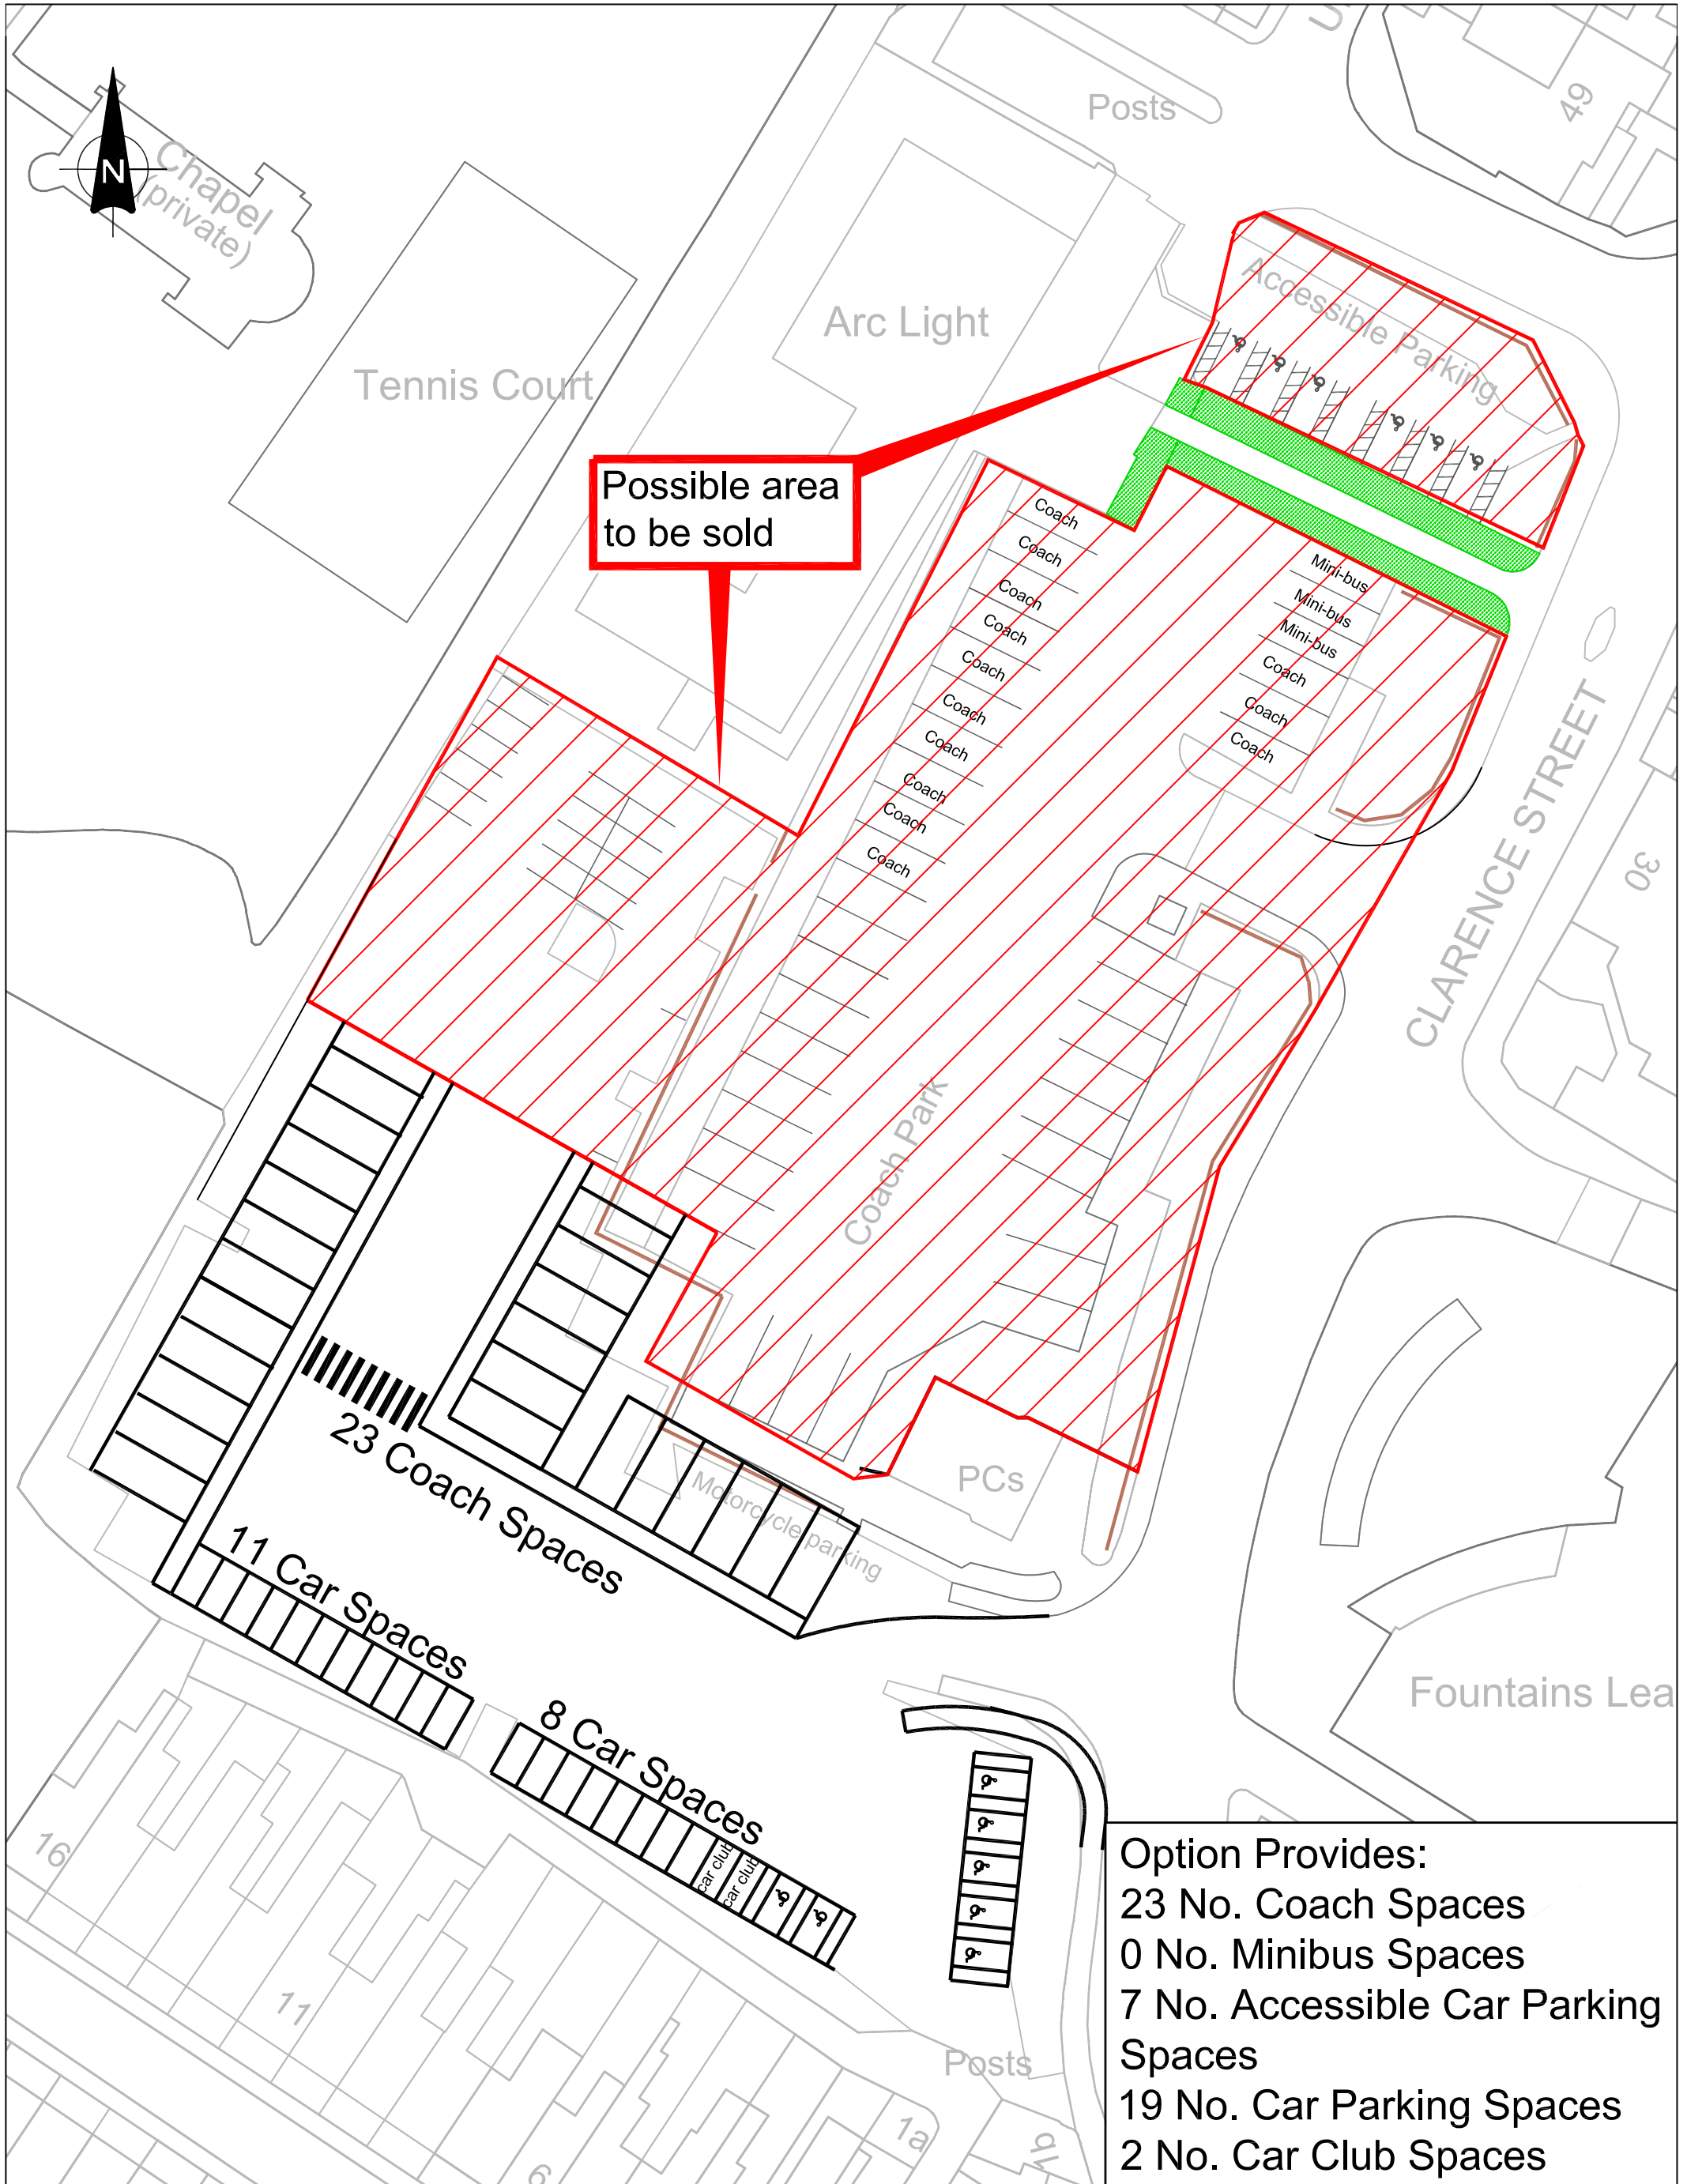 N
Chapel
(private)
Posts
49
Accessible Parking
Arc Light
Tennis Court
Possible area
to be sold
Coach
Coach
Coach
Coach
Coach
Coach
Coach
Coach
Coach
Coach
Mini-bus
Mini-bus
Mini-bus
Coach
Coach
Coach
CLARENCE STREET
30
Coach Park
PCs
Motorcycle parking
23 Coach Spaces
11 Car Spaces
8 Car Spaces
car club
car club
Fountains Lea
16
11
6
1a
Posts
Option Provides:
23 No. Coach Spaces
0 No. Minibus Spaces
7 No. Accessible Car Parking
Spaces
19 No. Car Parking Spaces
2 No. Car Club Spaces